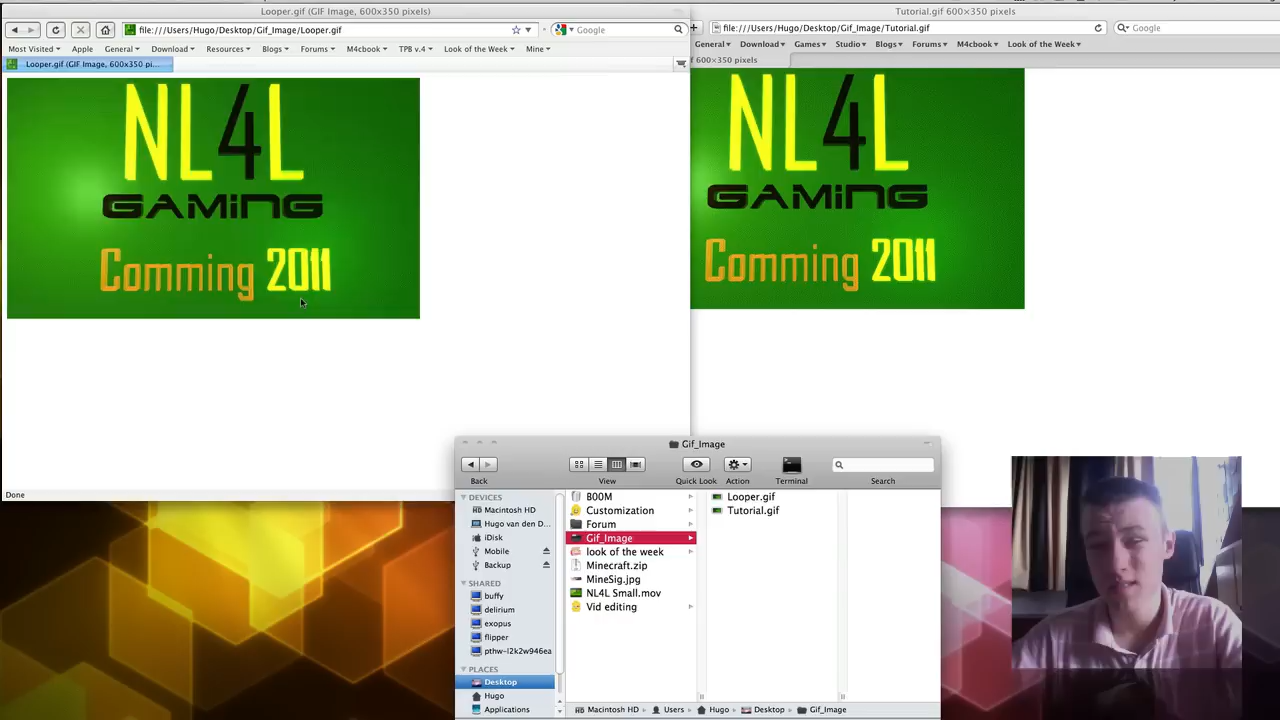 Looper.gif (GIF Image, 600x350 pixels)
file:///Users/Hugo/Desktop/Gif_Image/Looper.gif
Google
Most Visited
Apple
General
Download
Resources
Blogs
Forums
M4cbook
TPB v.4
Look of the Week
Mine
Looper.gif (GIF Image, 600x350 pi...
NL4L
GAMiNG
Comming 2011
Done
Tutorial.gif 600×350 pixels
file:///Users/Hugo/Desktop/Gif_Image/Tutorial.gif
Google
General
Download
Games
Studio
Blogs
Forums
M4cbook
Look of the Week
f 600×350 pixels
NL4L
GAMiNG
Comming 2011
Gif_Image
Back
View
Quick Look
Action
Terminal
Search
DEVICES
Macintosh HD
Hugo van den D...
iDisk
Mobile
Backup
SHARED
buffy
delirium
exopus
flipper
pthw-l2k2w946ea
PLACES
Desktop
Hugo
Applications
B00M
Customization
Forum
Gif_Image
look of the week
Minecraft.zip
MineSig.jpg
NL4L Small.mov
Vid editing
Looper.gif
Tutorial.gif
Macintosh HD
Users
Hugo
Desktop
Gif_Image